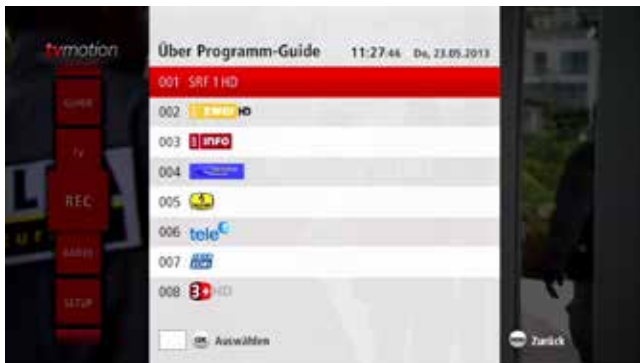 tvmotion
Über Programm-Guide 11:27:46 Do, 23.05.2013
GUIDE
TV
REC
RADIO
SETUP
001 SRF 1 HD
002 ZWEI HD
003 INFO
004
005
006 tele
007
008 3+ HD
OK Auswählen
Zurück